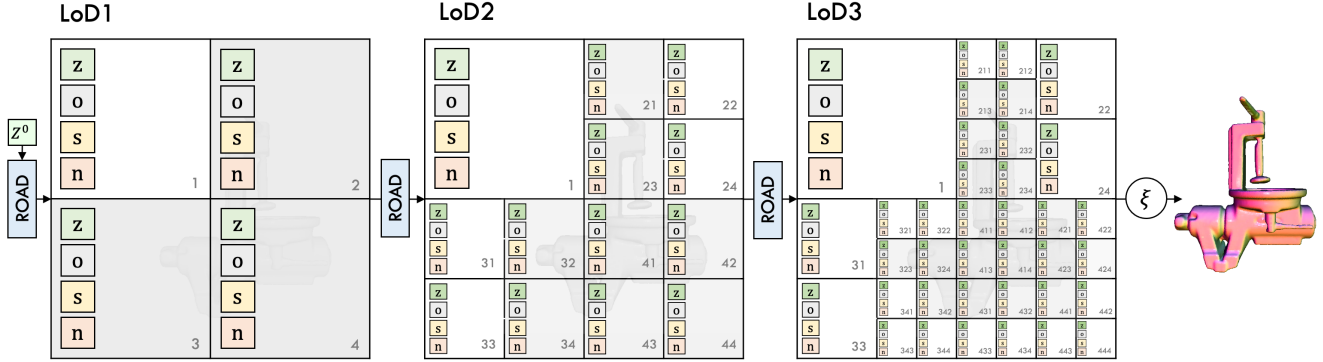 LoD1
LoD2
LoD3
Z⁰
ROAD
z z
o o
s s
n n
1 2
z z
o o
s s
n n
3 4
ROAD
z
o
s
n
1
z z
o o
s s
n n
21 22
z z
o o
s s
n n
23 24
z z z z
o o o o
s s s s
n n n n
31 32 41 42
z z z z
o o o o
s s s s
n n n n
33 34 43 44
ROAD
z
o
s
n
1
z z
o o
s s
n n
211 212
z z
o o
s s
n n
213 214
z
o
s
n
22
z z
o o
s s
n n
231 232
z z
o o
s s
n n
233 234
z
o
s
n
24
z
o
s
n
31
z z z z z z
o o o o o o
s s s s s s
n n n n n n
321 322 411 412 421 422
z z z z z z
o o o o o o
s s s s s s
n n n n n n
323 324 413 414 423 424
z
o
s
n
33
z z z z z z
o o o o o o
s s s s s s
n n n n n n
341 342 431 432 441 442
z z z z z z
o o o o o o
s s s s s s
n n n n n n
343 344 433 434 443 444
ξ